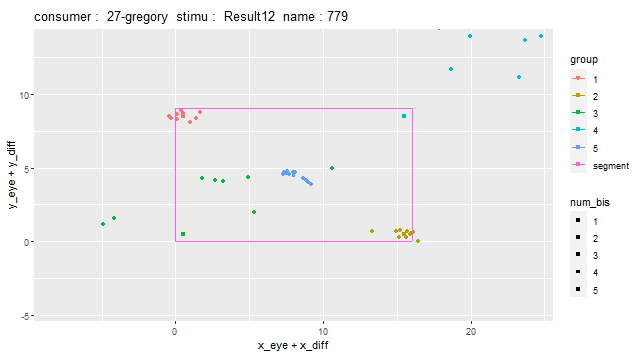 consumer : 27-gregory stimu : Result12 name : 779
y_eye + y_diff
10
5
0
-5
0
10
20
x_eye + x_diff
group
1
2
3
4
5
segment
num_bis
1
2
3
4
5